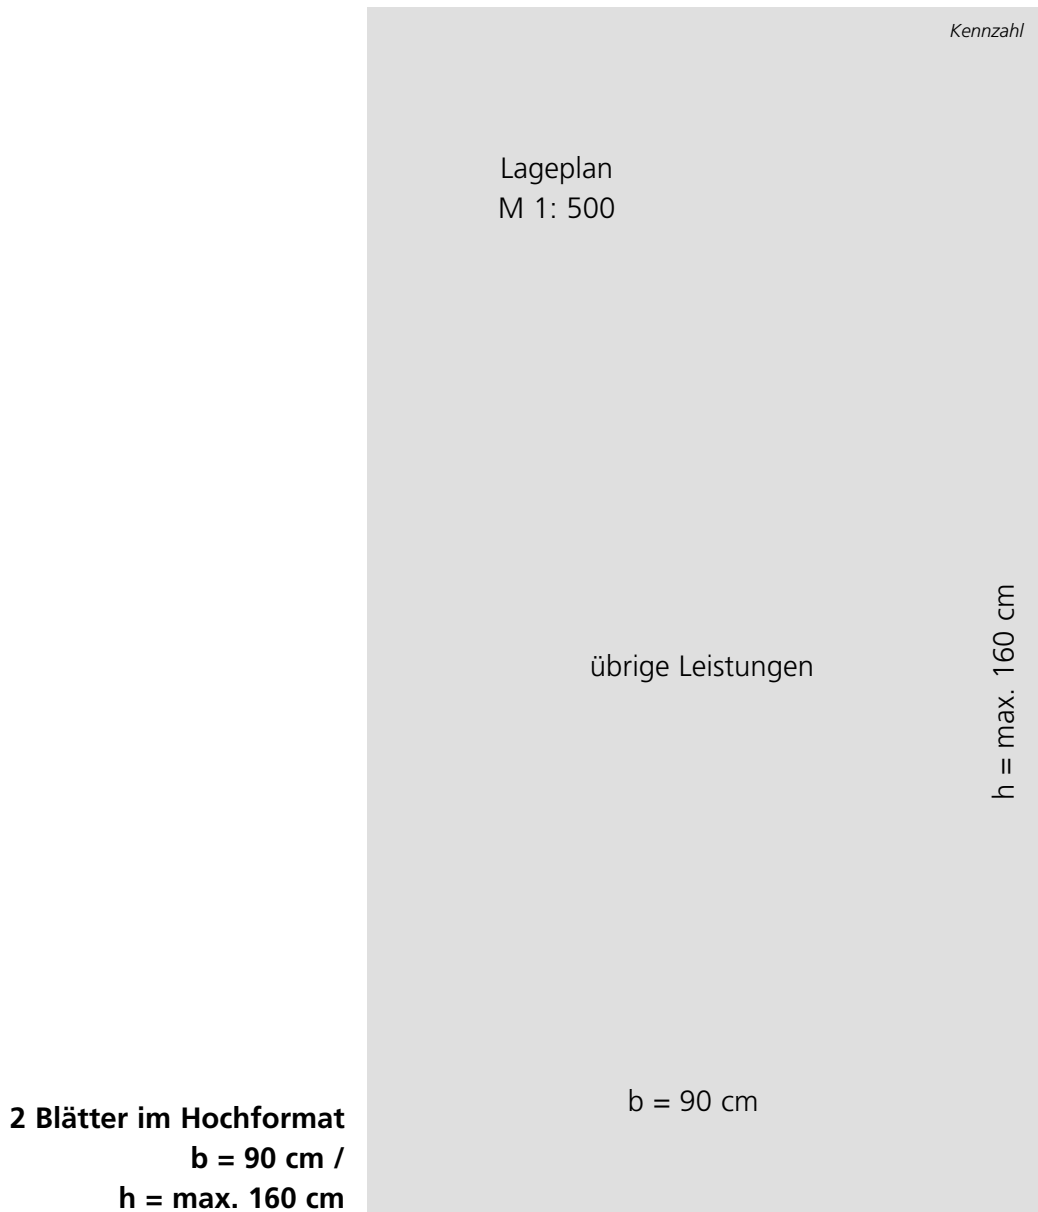 Kennzahl
Lageplan
M 1: 500
h = max. 160 cm
übrige Leistungen
b = 90 cm
2 Blätter im Hochformat
b = 90 cm /
h = max. 160 cm